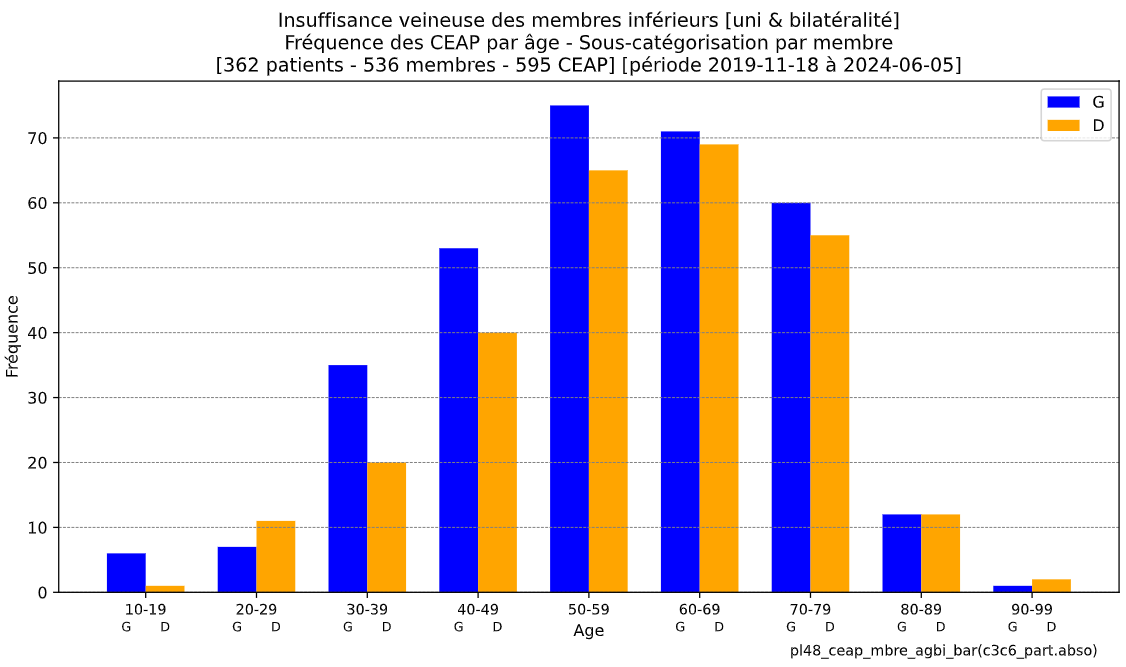 Insuffisance veineuse des membres inférieurs [uni & bilatéralité]
Fréquence des CEAP par âge - Sous-catégorisation par membre
[362 patients - 536 membres - 595 CEAP] [période 2019-11-18 à 2024-06-05]
G
D
Fréquence
70
60
50
40
30
20
10
0
10-19 20-29 30-39 40-49 50-59 60-69 70-79 80-89 90-99
G D G D G D G D G D G D G D G D
Age
pl48_ceap_mbre_agbi_bar(c3c6_part.abso)